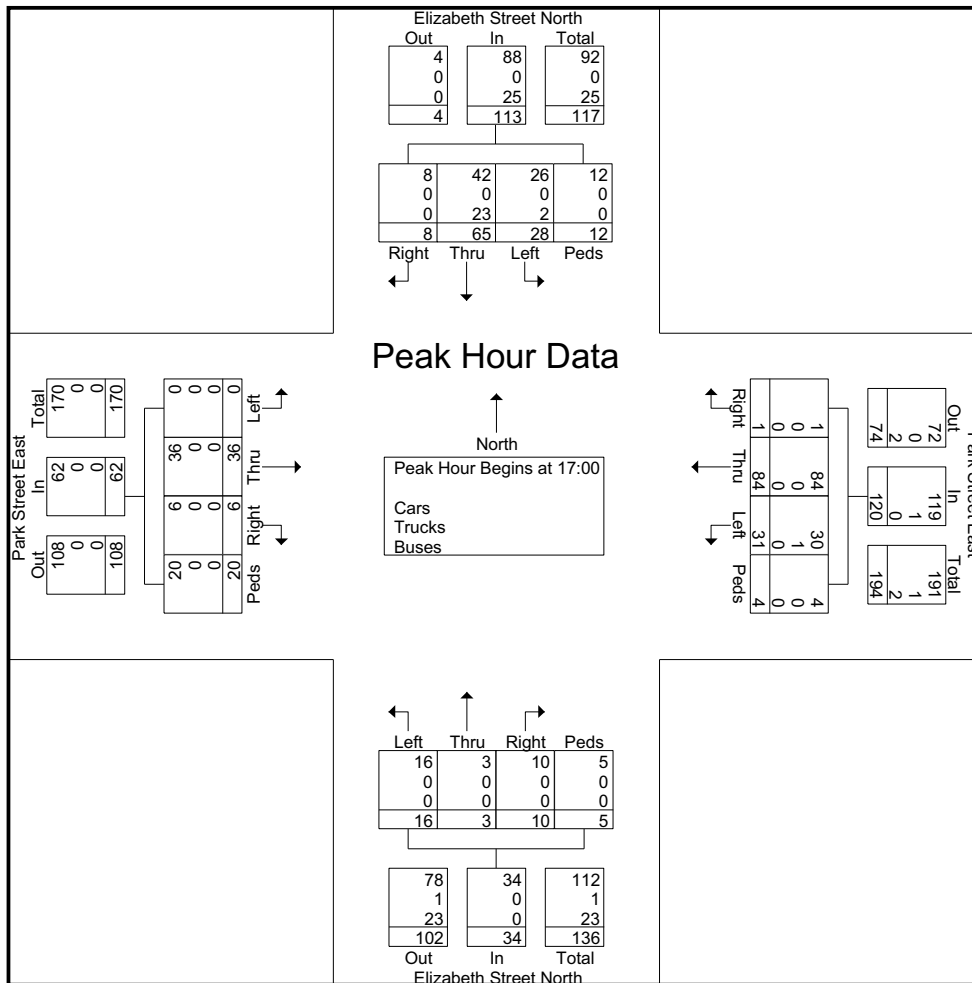 Elizabeth Street North
Out In Total
4 88 92
0 0 0
0 25 25
4 113 117
8 42 26 12
0 0 0 0
0 23 2 0
8 65 28 12
Right Thru Left Peds
Peak Hour Data
North
Peak Hour Begins at 17:00
Cars
Trucks
Buses
Park Street East
Total
170 0 0 170
In
62 0 0 62
Out
108 0 0 108
0 0 0 0
Left
36 0 0 36
Thru
6 0 0 6
Right
20 0 0 20
Peds
Right
1 0 0 1
Thru
84 0 0 84
Left
30 1 0 31
Peds
4 0 0 4
Out
72 0 2 74
In
119 1 0 120
Total
191 1 2 194
Park Street East
Left Thru Right Peds
16 3 10 5
0 0 0 0
0 0 0 0
16 3 10 5
78 34 112
1 0 1
23 0 23
102 34 136
Out In Total
Elizabeth Street North